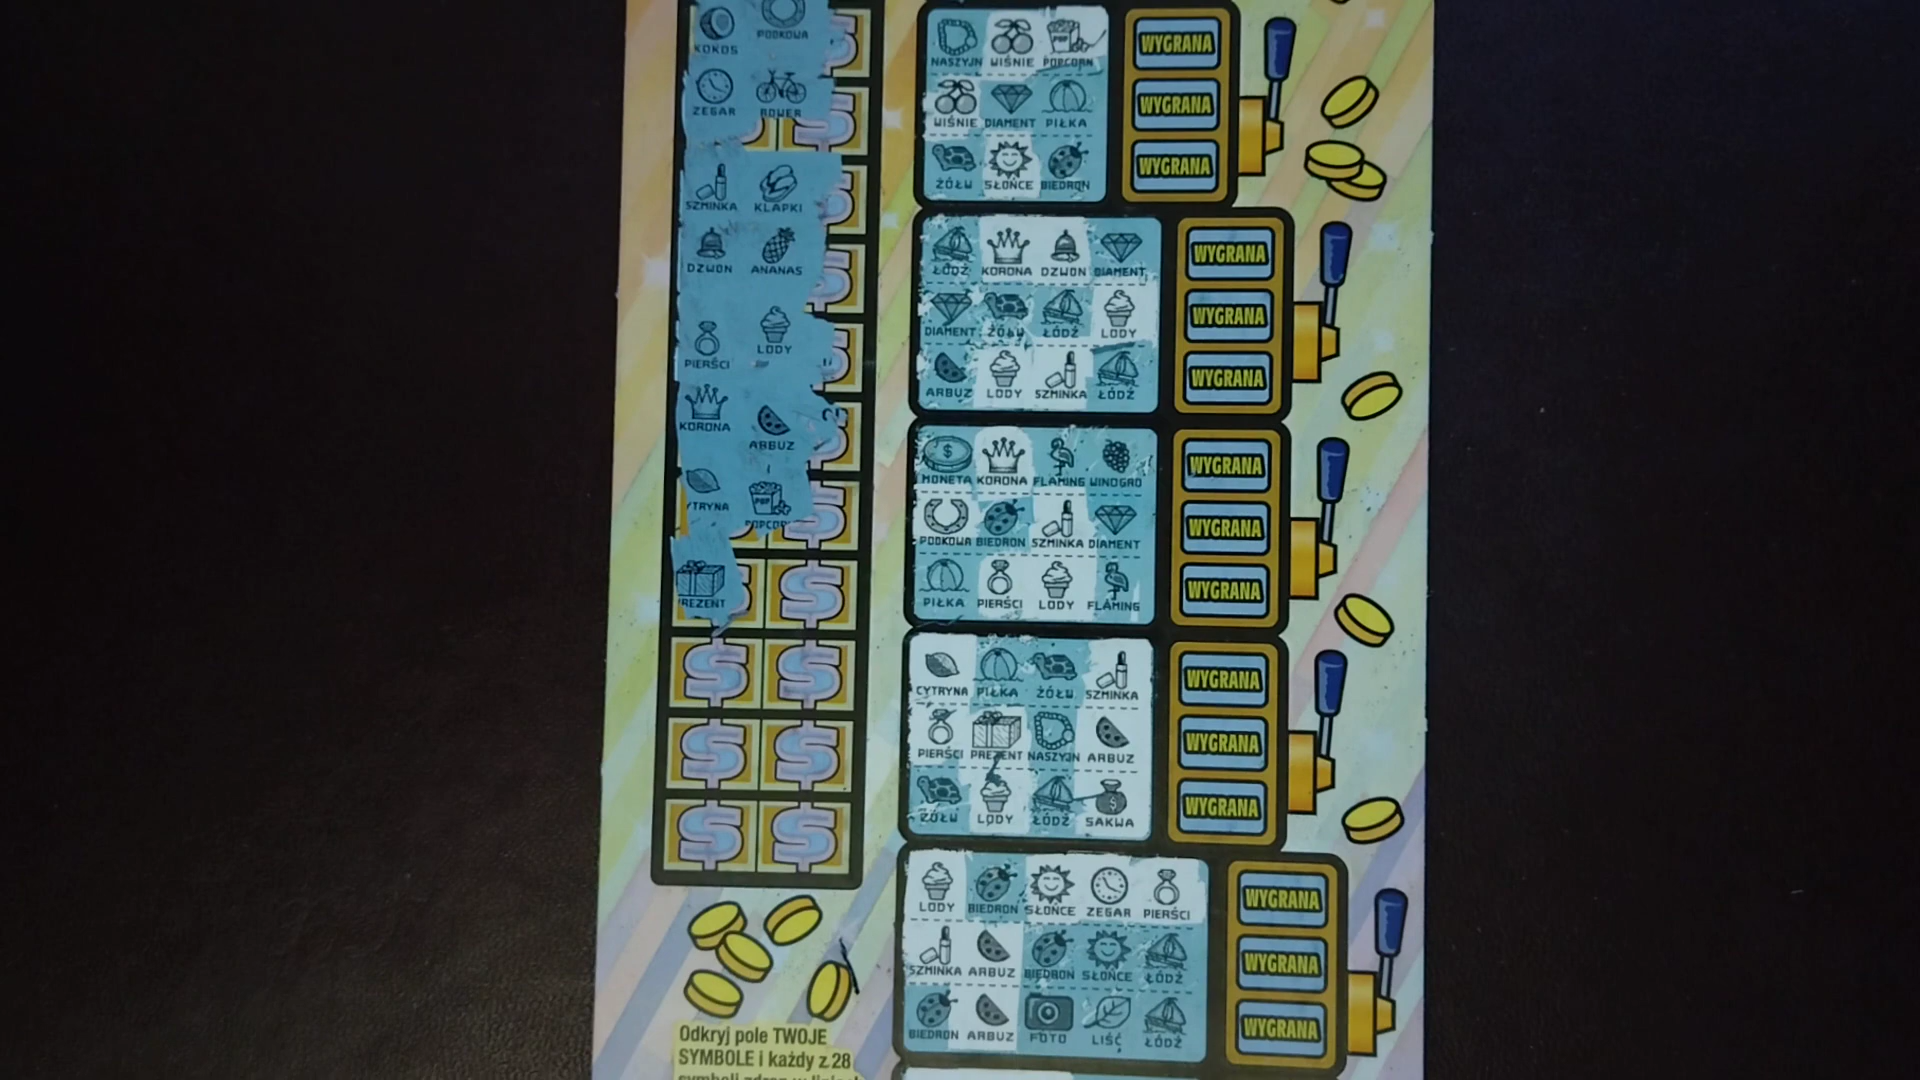 KOKOS PODKOWA
ZEGAR ROWER
SZMINKA KLAPKI
DZWON ANANAS
PIERŚCI LODY
KORONA ARBUZ
YTRYNA POPCOR
REZENT
Odkryj pole TWOJE
SYMBOLE i każdy z 28
NASZYJN WIŚNIE POPCORN
WIŚNIE DIAMENT PIŁKA
ŻÓŁW SŁOŃCE BIEDRON
WYGRANA
WYGRANA
WYGRANA
ŁÓDŹ KORONA DZWON DIAMENT
DIAMENT ŻÓŁW ŁÓDŹ LODY
ARBUZ LODY SZMINKA ŁÓDŹ
WYGRANA
WYGRANA
WYGRANA
MONETA KORONA FLAMING WINOGRO
PODKOWA BIEDRON SZMINKA DIAMENT
PIŁKA PIERŚCI LODY FLAMING
WYGRANA
WYGRANA
WYGRANA
CYTRYNA PIŁKA ŻÓŁW SZMINKA
PIERŚCI PREZENT NASZYJN ARBUZ
ŻÓŁW LODY ŁÓDŹ SAKWA
WYGRANA
WYGRANA
WYGRANA
LODY BIEDRON SŁOŃCE ZEGAR PIERŚCI
SZMINKA ARBUZ BIEDRON SŁOŃCE ŁÓDŹ
BIEDRON ARBUZ FOTO LIŚĆ ŁÓDŹ
WYGRANA
WYGRANA
WYGRANA